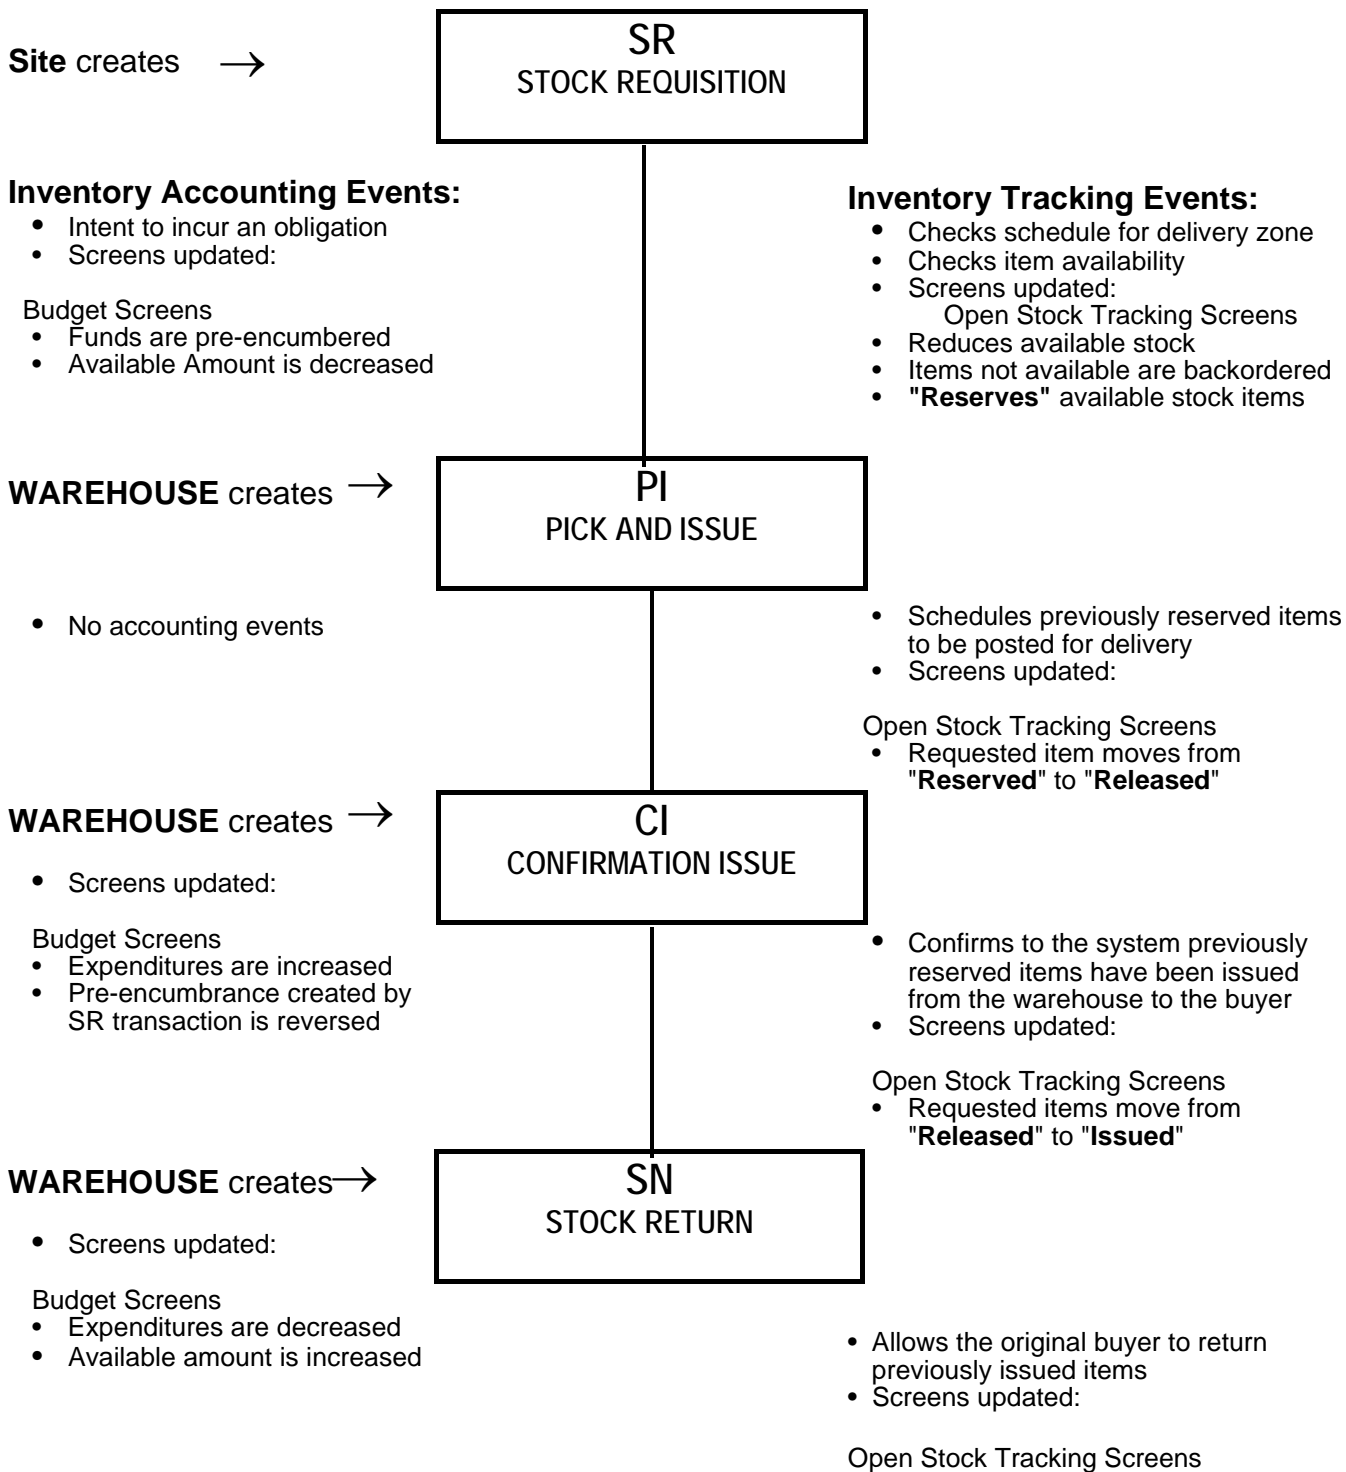 Site creates →
SR
STOCK REQUISITION
Inventory Accounting Events:
• Intent to incur an obligation
• Screens updated:
Budget Screens
• Funds are pre-encumbered
• Available Amount is decreased
Inventory Tracking Events:
• Checks schedule for delivery zone
• Checks item availability
• Screens updated:
Open Stock Tracking Screens
• Reduces available stock
• Items not available are backordered
• "Reserves" available stock items
WAREHOUSE creates →
PI
PICK AND ISSUE
• No accounting events
• Schedules previously reserved items
to be posted for delivery
• Screens updated:
Open Stock Tracking Screens
• Requested item moves from
"Reserved" to "Released"
WAREHOUSE creates →
CI
CONFIRMATION ISSUE
• Screens updated:
Budget Screens
• Expenditures are increased
• Pre-encumbrance created by
SR transaction is reversed
• Confirms to the system previously
reserved items have been issued
from the warehouse to the buyer
• Screens updated:
Open Stock Tracking Screens
• Requested items move from
"Released" to "Issued"
WAREHOUSE creates→
SN
STOCK RETURN
• Screens updated:
Budget Screens
• Expenditures are decreased
• Available amount is increased
• Allows the original buyer to return
previously issued items
• Screens updated:
Open Stock Tracking Screens